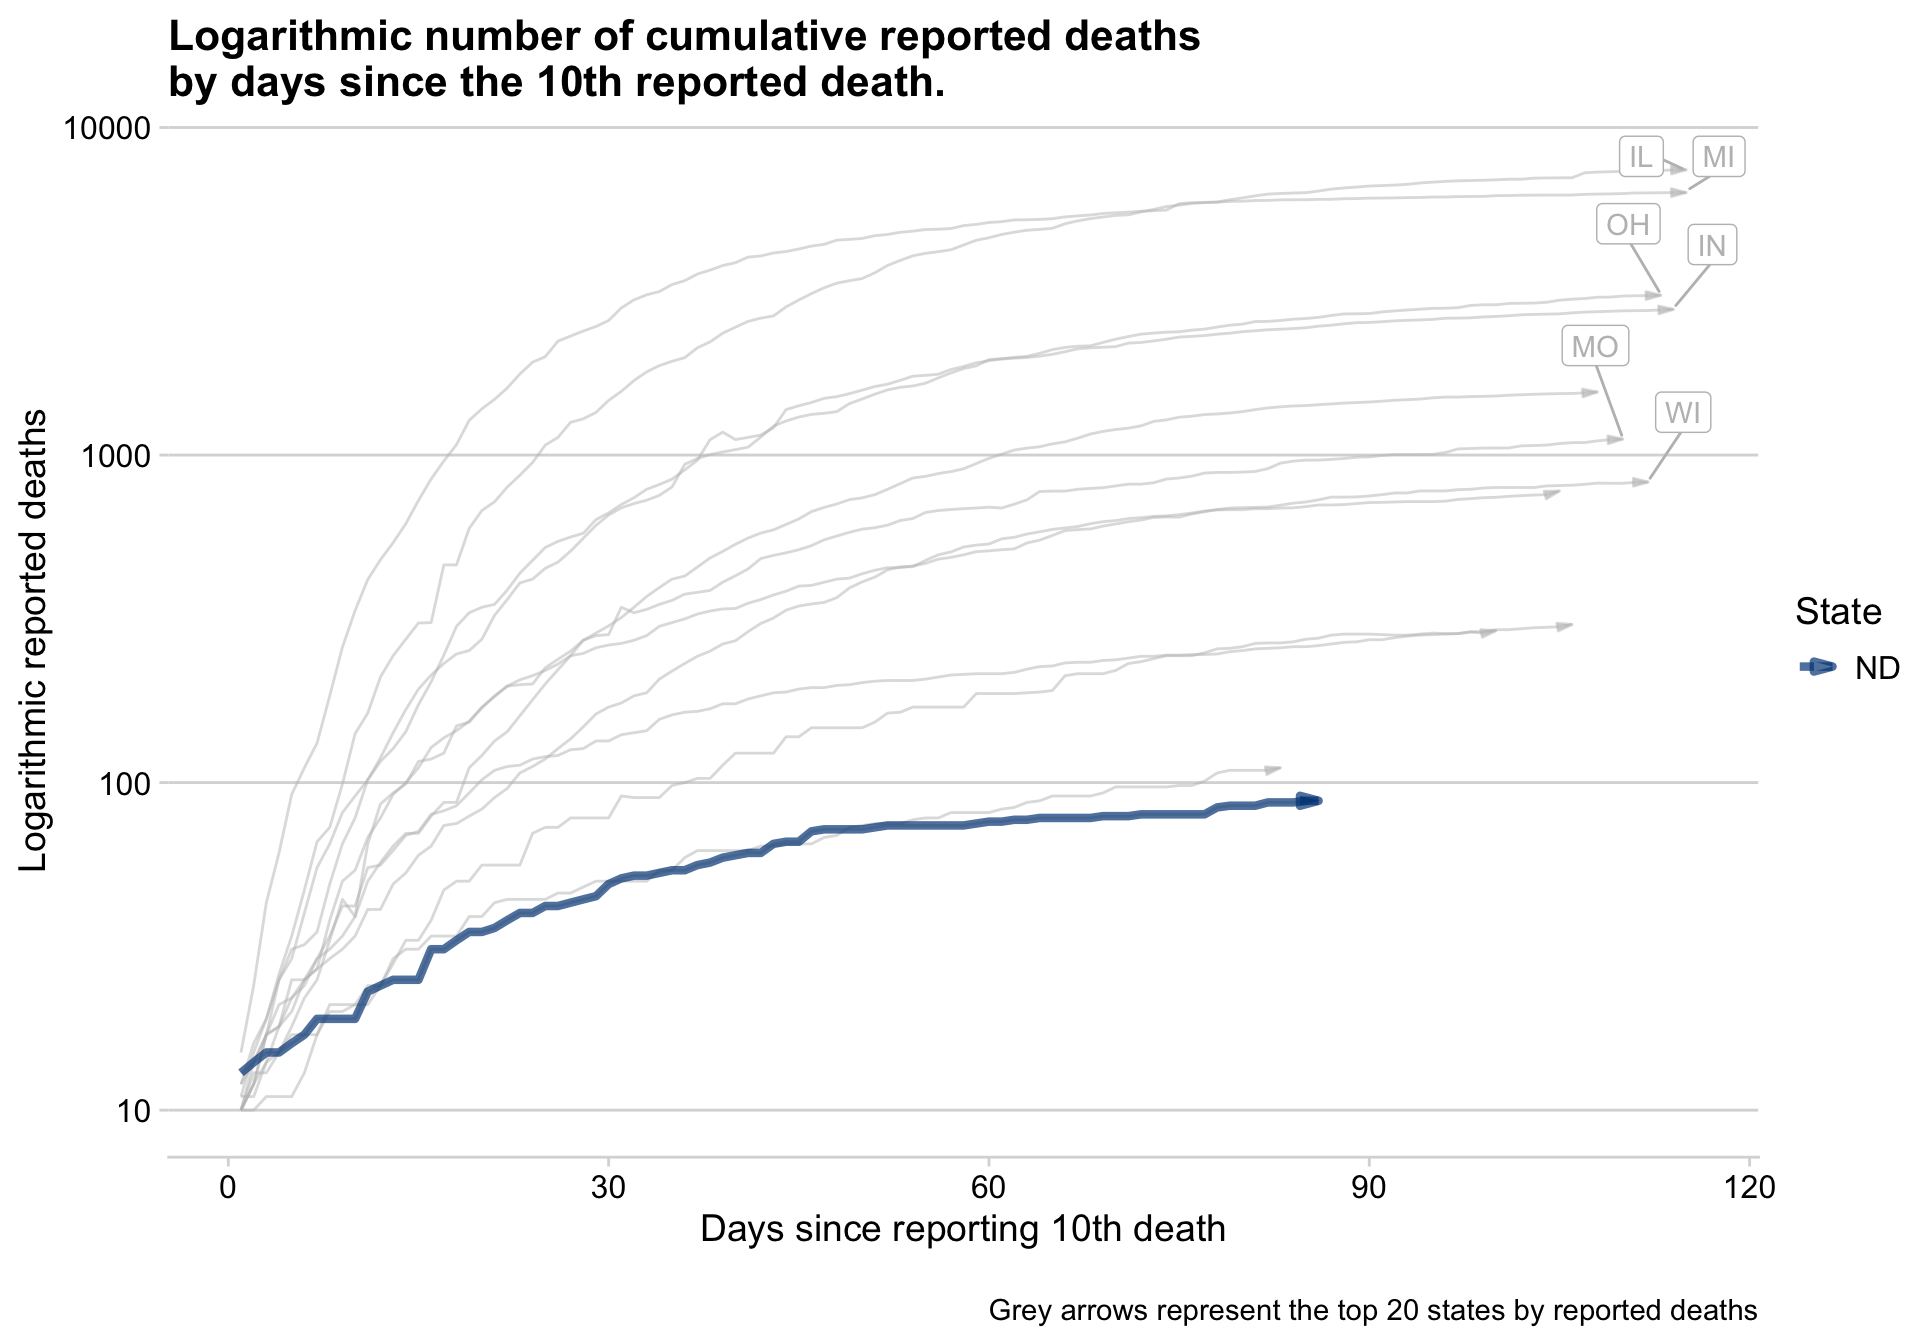 Logarithmic number of cumulative reported deaths
by days since the 10th reported death.
10000
1000
100
10
Logarithmic reported deaths
IL
MI
OH
IN
MO
WI
State
ND
0 30 60 90 120
Days since reporting 10th death
Grey arrows represent the top 20 states by reported deaths